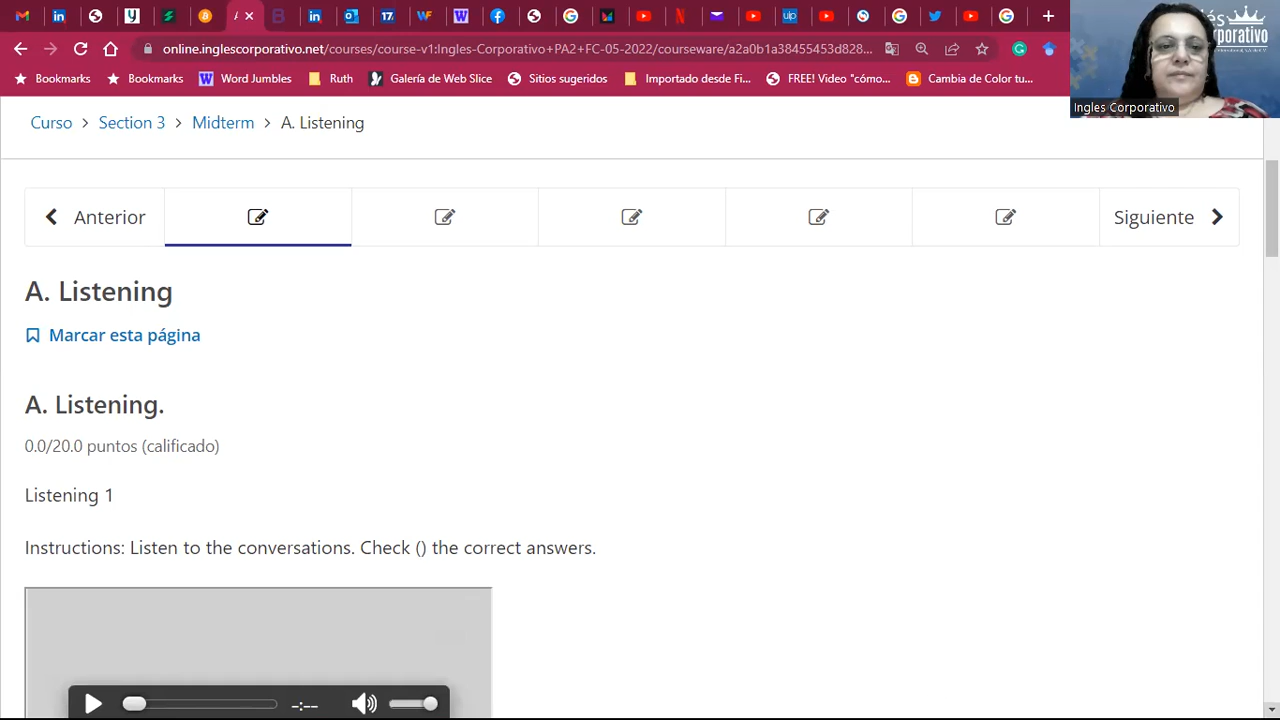 online.inglescorporativo.net/courses/course-v1:Ingles-Corporativo+PA2+FC-05-2022/courseware/a2a0b1a38455453d828...
Bookmarks
Bookmarks
Word Jumbles
Ruth
Galería de Web Slice
Sitios sugeridos
Importado desde Fi...
FREE! Video "cómo...
Cambia de Color tu...
Ingles Corporativo
Curso > Section 3 > Midterm > A. Listening
Anterior
Siguiente
A. Listening
Marcar esta página
A. Listening.
0.0/20.0 puntos (calificado)
Listening 1
Instructions: Listen to the conversations. Check () the correct answers.
-:--